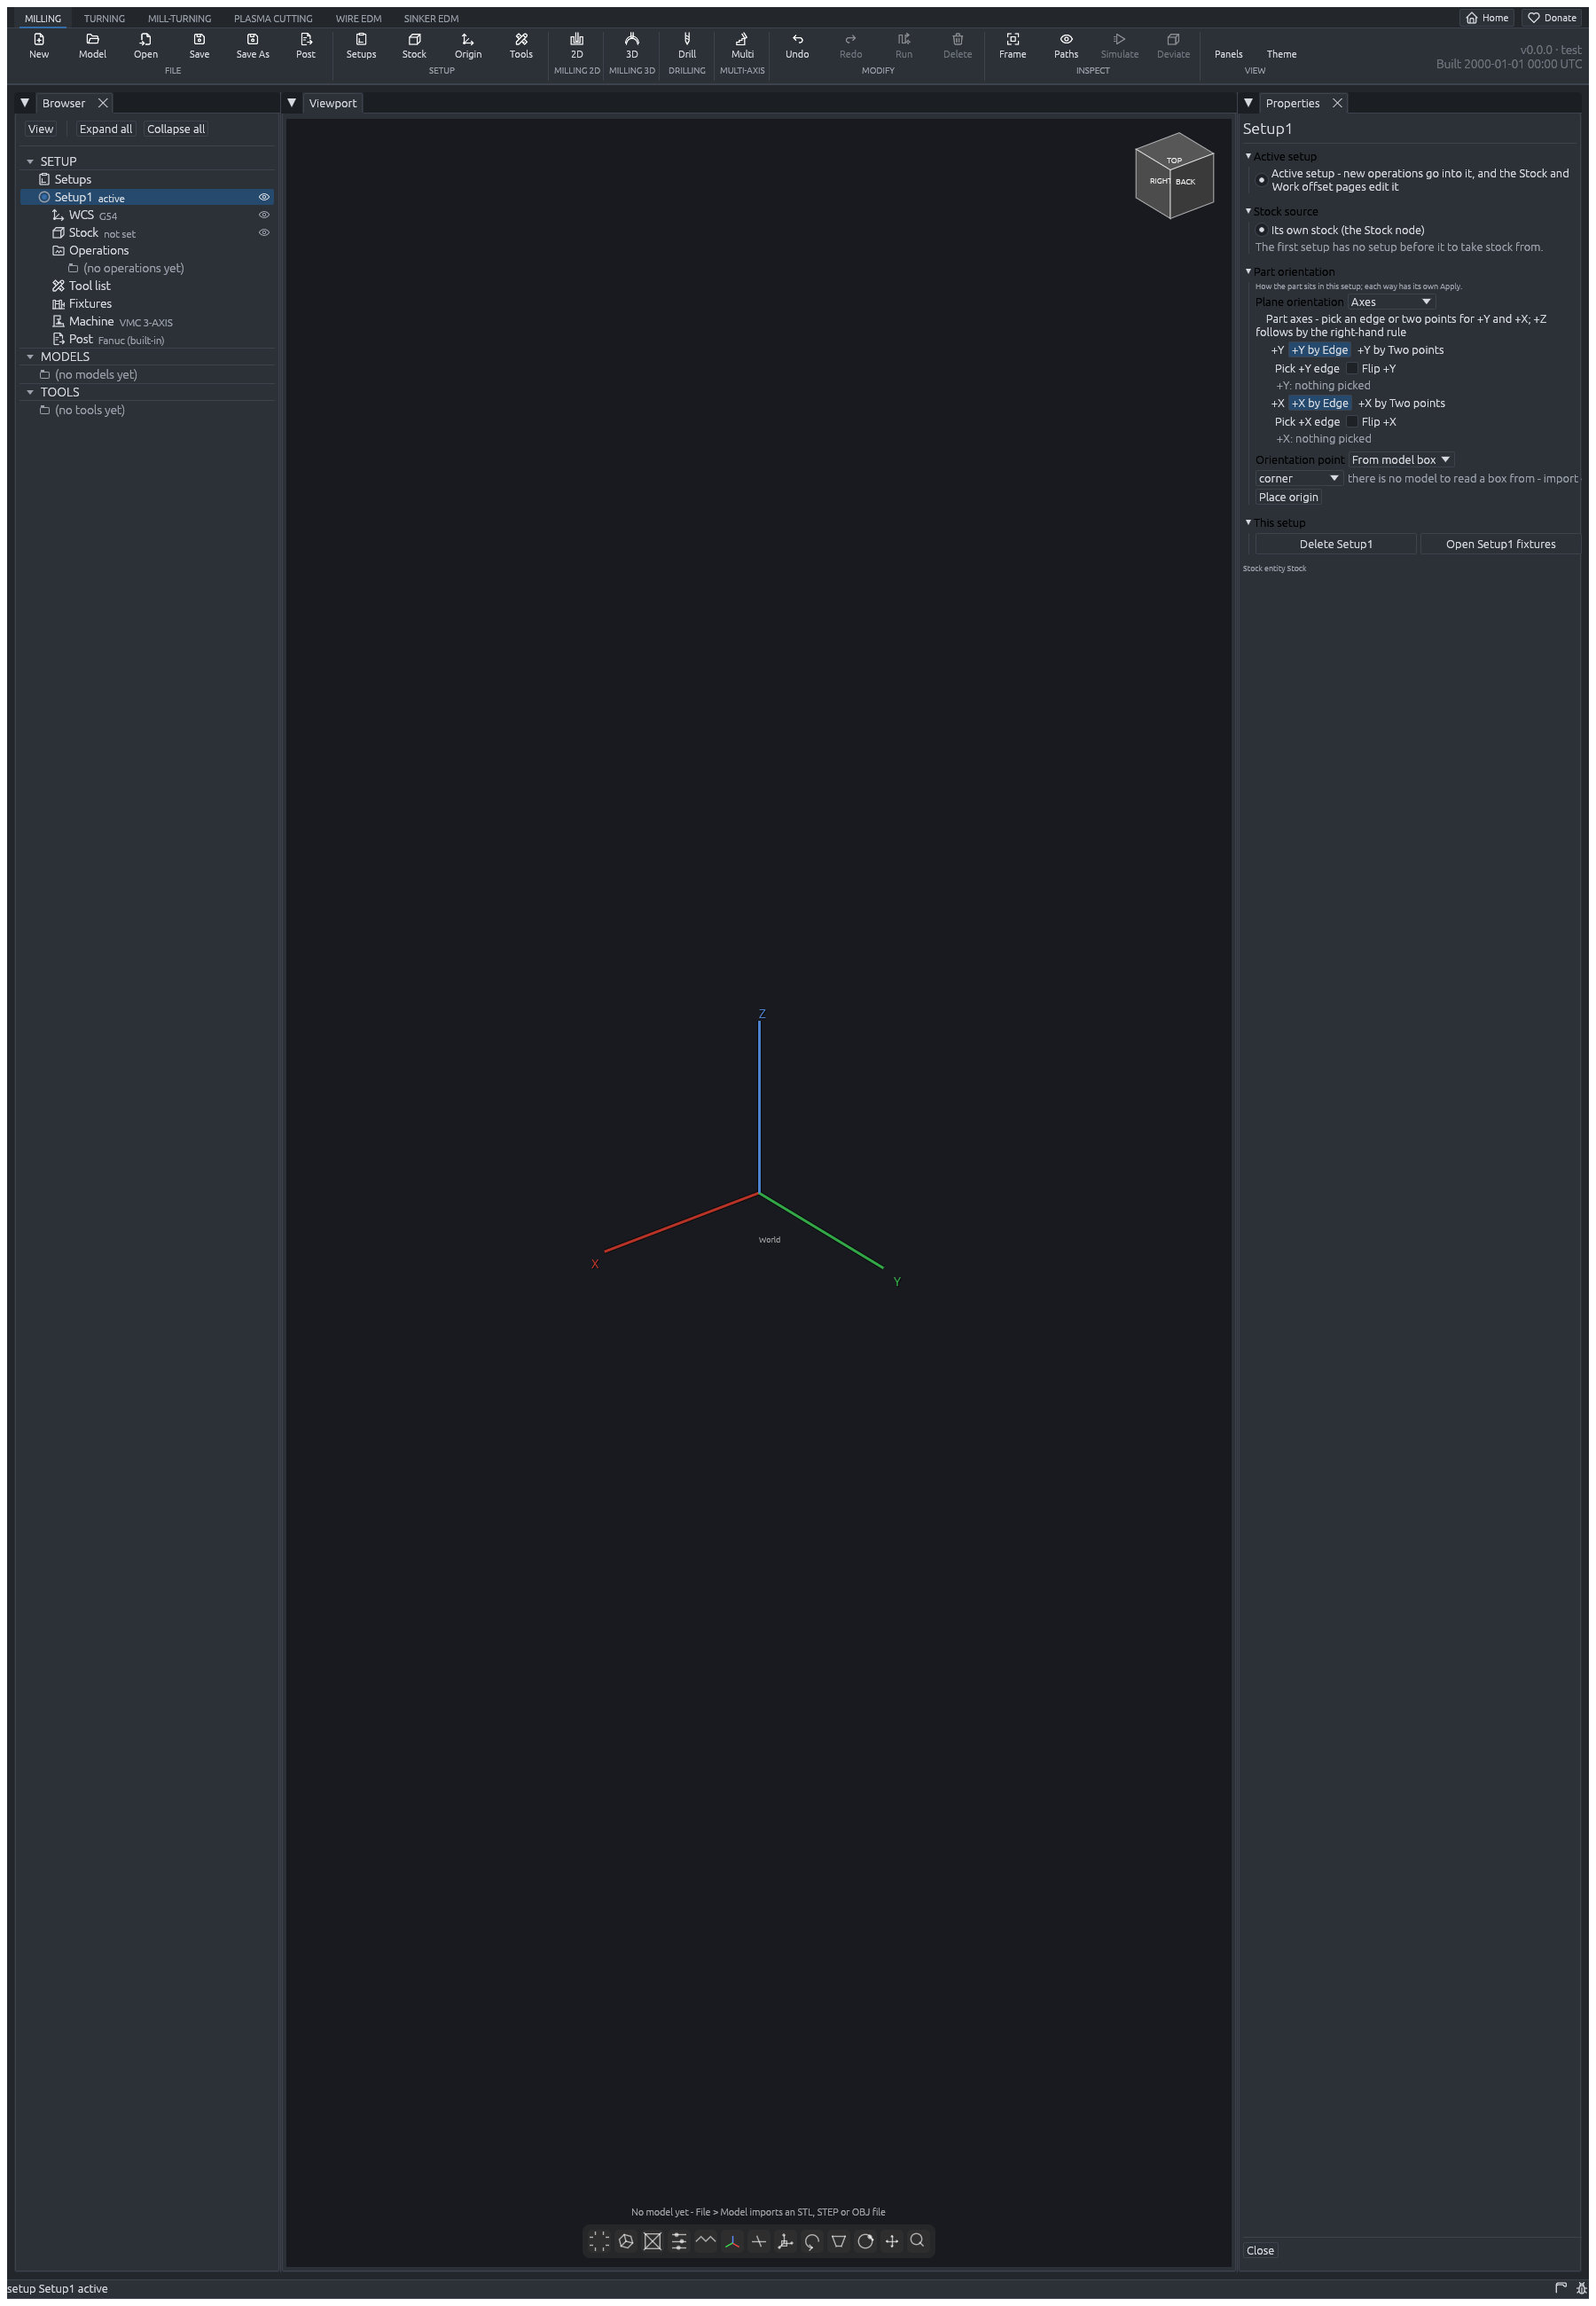 MILLING TURNING MILL-TURNING PLASMA CUTTING WIRE EDM SINKER EDM Home Donate
New Model Open Save Save As Post Setups Stock Origin Tools 2D 3D Drill Multi Undo Redo Run Delete Frame Paths Simulate Deviate Panels Theme
FILE SETUP MILLING 2D MILLING 3D DRILLING MULTI-AXIS MODIFY INSPECT VIEW
v0.0.0 · test
Built 2000-01-01 00:00 UTC
Browser
View Expand all Collapse all
SETUP
Setups
Setup1 active
WCS G54
Stock not set
Operations
(no operations yet)
Tool list
Fixtures
Machine VMC 3-AXIS
Post Fanuc (built-in)
MODELS
(no models yet)
TOOLS
(no tools yet)
Viewport
TOP
RIGHT BACK
Z
World
X
Y
No model yet - File > Model imports an STL, STEP or OBJ file
Properties
Setup1
Active setup
Active setup - new operations go into it, and the Stock and
Work offset pages edit it
Stock source
Its own stock (the Stock node)
The first setup has no setup before it to take stock from.
Part orientation
How the part sits in this setup; each way has its own Apply.
Plane orientation Axes
Part axes - pick an edge or two points for +Y and +X; +Z
follows by the right-hand rule
+Y +Y by Edge +Y by Two points
Pick +Y edge Flip +Y
+Y: nothing picked
+X +X by Edge +X by Two points
Pick +X edge Flip +X
+X: nothing picked
Orientation point From model box
corner there is no model to read a box from - import
Place origin
This setup
Delete Setup1 Open Setup1 fixtures
Stock entity Stock
Close
setup Setup1 active